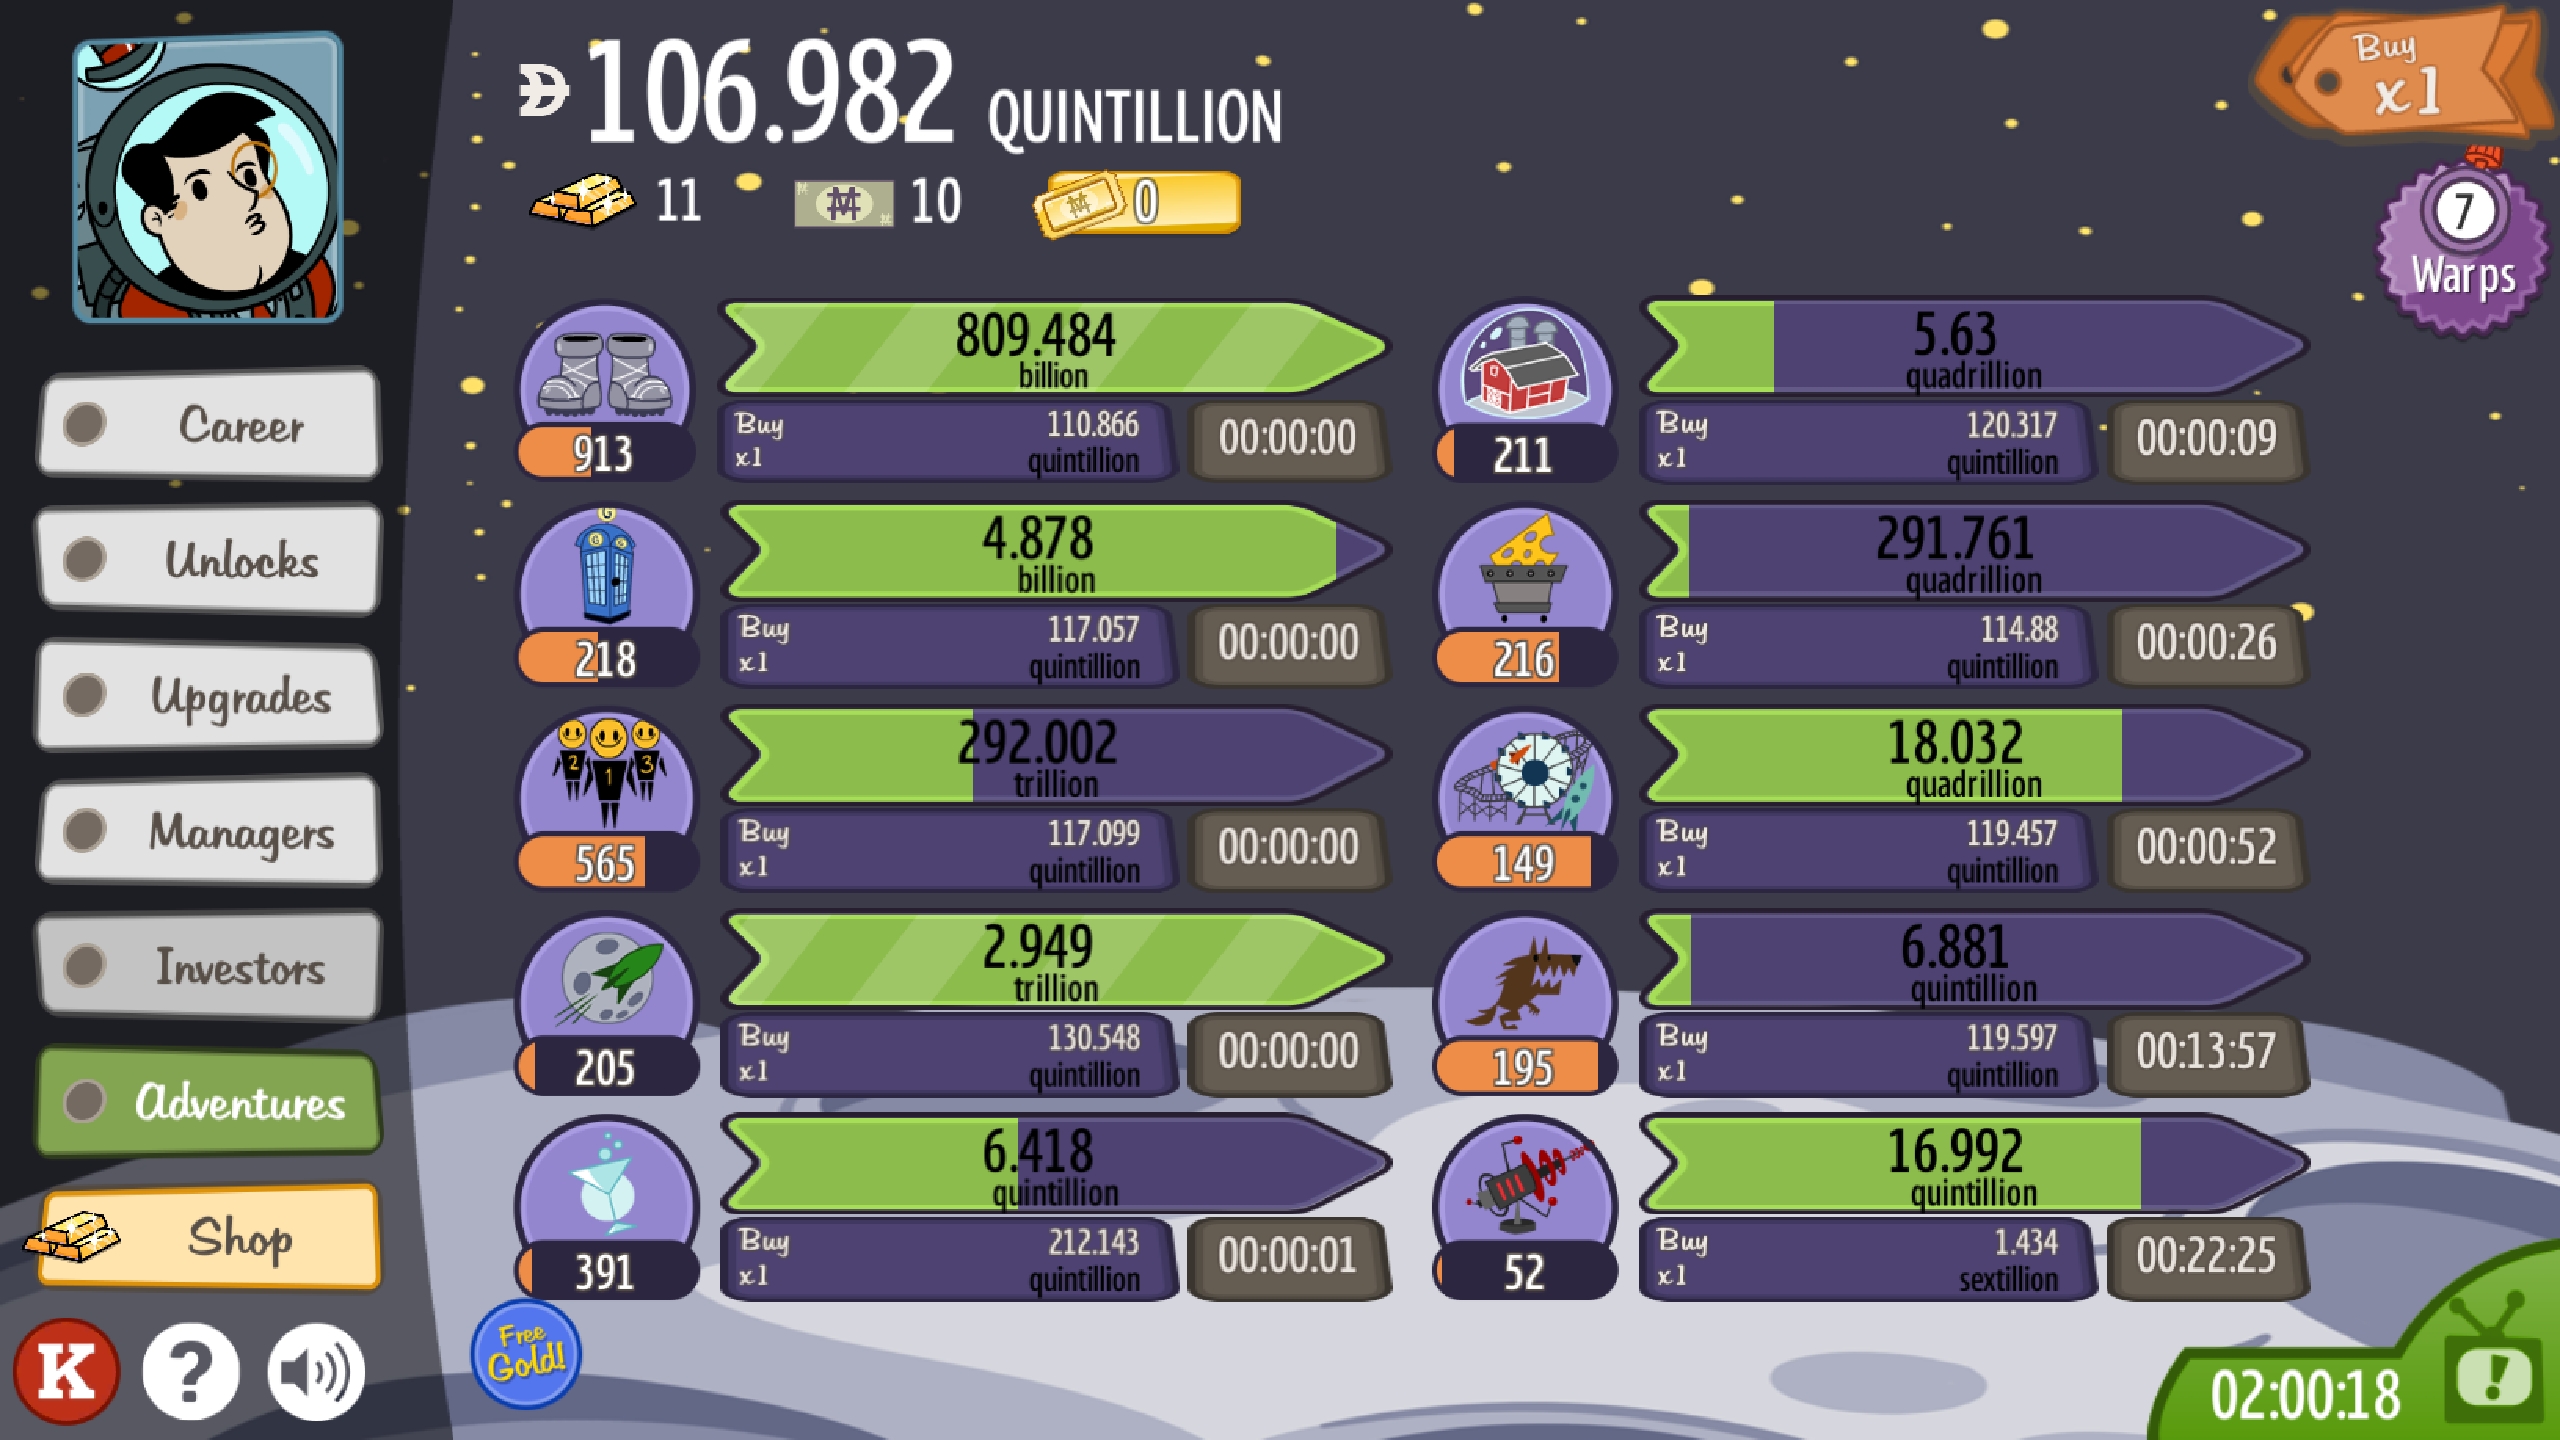 106.982 QUINTILLION
11
10
0
Buy
x1
7
Warps
Career
Unlocks
Upgrades
Managers
Investors
Adventures
Shop
K
?
809.484
billion
913
Buy
x1
110.866
quintillion
00:00:00
4.878
billion
218
Buy
x1
117.057
quintillion
00:00:00
2 1 3
292.002
trillion
565
Buy
x1
117.099
quintillion
00:00:00
2.949
trillion
205
Buy
x1
130.548
quintillion
00:00:00
6.418
quintillion
391
Buy
x1
212.143
quintillion
00:00:01
5.63
quadrillion
211
Buy
x1
120.317
quintillion
00:00:09
291.761
quadrillion
216
Buy
x1
114.88
quintillion
00:00:26
18.032
quadrillion
149
Buy
x1
119.457
quintillion
00:00:52
6.881
quintillion
195
Buy
x1
119.597
quintillion
00:13:57
16.992
quintillion
52
Buy
x1
1.434
sextillion
00:22:25
Free
Gold!
02:00:18
!